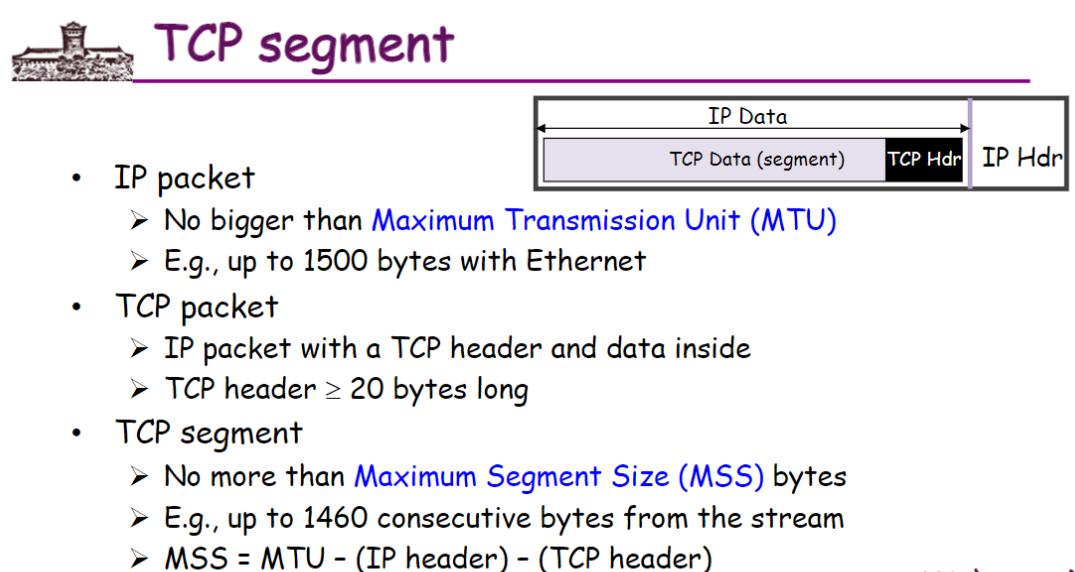 TCP segment
IP Data
TCP Data (segment) TCP Hdr IP Hdr
• IP packet
➢ No bigger than Maximum Transmission Unit (MTU)
➢ E.g., up to 1500 bytes with Ethernet
• TCP packet
➢ IP packet with a TCP header and data inside
➢ TCP header ≥ 20 bytes long
• TCP segment
➢ No more than Maximum Segment Size (MSS) bytes
➢ E.g., up to 1460 consecutive bytes from the stream
➢ MSS = MTU – (IP header) – (TCP header)